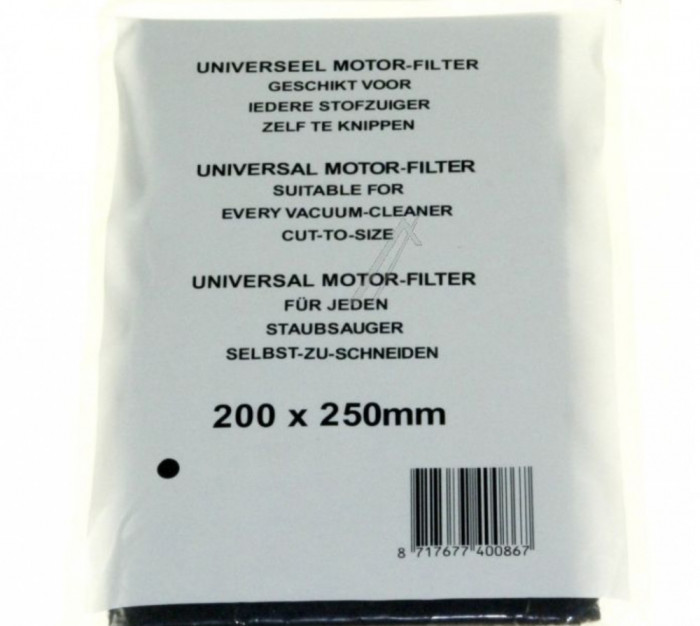 UNIVERSEEL MOTOR-FILTER
GESCHIKT VOOR
IEDERE STOFZUIGER
ZELF TE KNIPPEN
UNIVERSAL MOTOR-FILTER
SUITABLE FOR
EVERY VACUUM-CLEANER
CUT-TO-SIZE
UNIVERSAL MOTOR-FILTER
FÜR JEDEN
STAUBSAUGER
SELBST-ZU-SCHNEIDEN
200 x 250mm
8 717677 400867